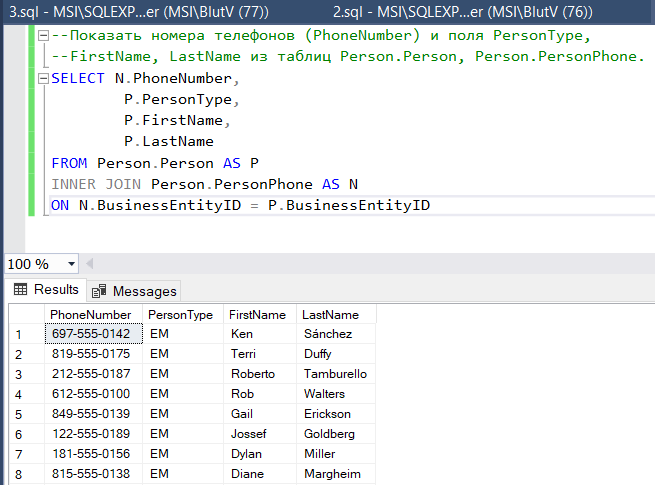 3.sql - MSI\SQLEXP...er (MSI\BlutV (77)) 2.sql - MSI\SQLEXP...er (MSI\BlutV (76))
--Показать номера телефонов (PhoneNumber) и поля PersonType,
--FirstName, LastName из таблиц Person.Person, Person.PersonPhone.
SELECT N.PhoneNumber,
P.PersonType,
P.FirstName,
P.LastName
FROM Person.Person AS P
INNER JOIN Person.PersonPhone AS N
ON N.BusinessEntityID = P.BusinessEntityID
100 %
Results Messages
PhoneNumber PersonType FirstName LastName
1 697-555-0142 EM Ken Sánchez
2 819-555-0175 EM Terri Duffy
3 212-555-0187 EM Roberto Tamburello
4 612-555-0100 EM Rob Walters
5 849-555-0139 EM Gail Erickson
6 122-555-0189 EM Jossef Goldberg
7 181-555-0156 EM Dylan Miller
8 815-555-0138 EM Diane Margheim